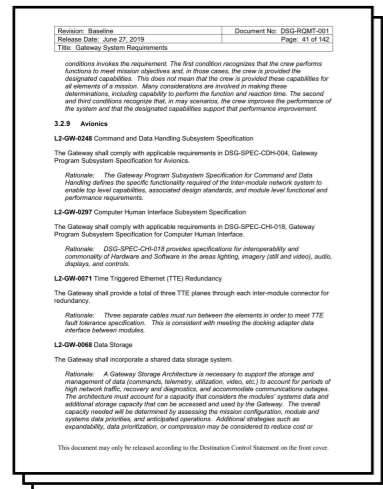 Revision: Baseline Document No: DSG-RQMT-001
Release Date: June 27, 2019 Page: 41 of 142
Title: Gateway System Requirements
conditions invokes the requirement. The first condition recognizes that the crew performs
functions to meet mission objectives and, in those cases, the crew is provided the
designated capabilities. This does not mean that the crew is provided these capabilities for
all elements of a mission. Many considerations are involved in making these
determinations, including capability to perform the function and reaction time. The second
and third conditions recognize that, in may scenarios, the crew improves the performance of
the system and that the designated capabilities support that performance improvement.
3.2.9 Avionics
L2-GW-0248 Command and Data Handling Subsystem Specification
The Gateway shall comply with applicable requirements in DSG-SPEC-CDH-004, Gateway
Program Subsystem Specification for Avionics.
Rationale: The Gateway Program Subsystem Specification for Command and Data
Handling defines the specific functionality required of the Inter-module network system to
enable top level capabilities, associated design standards, and module level functional and
performance requirements.
L2-GW-0297 Computer Human Interface Subsystem Specification
The Gateway shall comply with applicable requirements in DSG-SPEC-CHI-018, Gateway
Program Subsystem Specification for Computer Human Interface.
Rationale: DSG-SPEC-CHI-018 provides specifications for interoperability and
commonality of Hardware and Software in the areas lighting, imagery (still and video), audio,
displays, and controls.
L2-GW-0071 Time Triggered Ethernet (TTE) Redundancy
The Gateway shall provide a total of three TTE planes through each inter-module connector for
redundancy.
Rationale: Three separate cables must run between the elements in order to meet TTE
fault tolerance specification. This is consistent with meeting the docking adapter data
interface between modules.
L2-GW-0068 Data Storage
The Gateway shall incorporate a shared data storage system.
Rationale: A Gateway Storage Architecture is necessary to support the storage and
management of data (commands, telemetry, utilization, video, etc.) to account for periods of
high network traffic, recovery and diagnostics, and accommodate communications outages.
The architecture must account for a capacity that considers the modules' systems data and
additional storage capacity that can be accessed and used by the Gateway. The overall
capacity needed will be determined by assessing the mission configuration, module and
systems data priorities, and anticipated operations. Additional strategies such as
expandability, data prioritization, or compression may be considered to reduce cost or
This document may only be released according to the Destination Control Statement on the front cover.